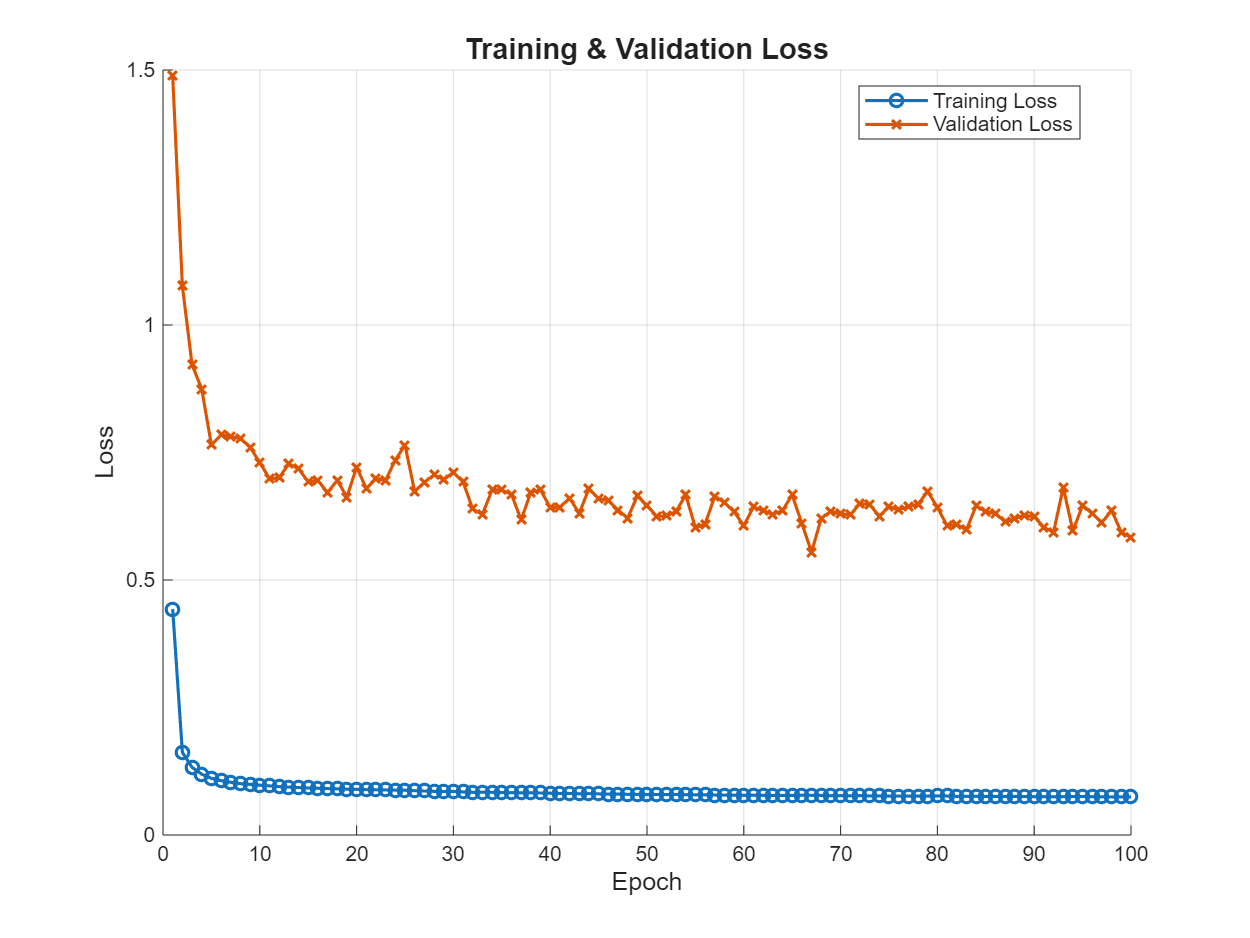 Training & Validation Loss
Training Loss
Validation Loss
1.5
1
0.5
0
Loss
0 10 20 30 40 50 60 70 80 90 100
Epoch